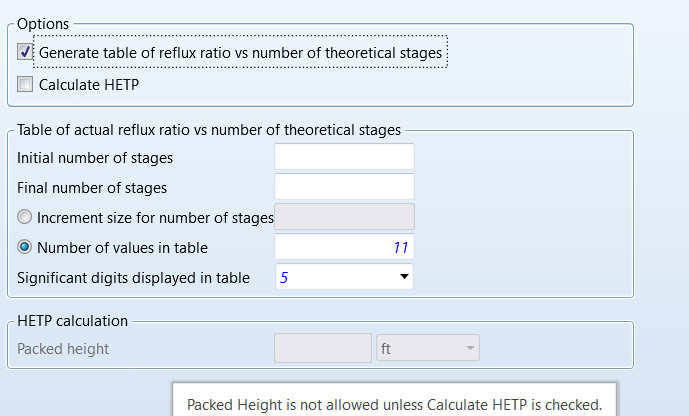 Options
Generate table of reflux ratio vs number of theoretical stages
Calculate HETP
Table of actual reflux ratio vs number of theoretical stages
Initial number of stages
Final number of stages
Increment size for number of stages
Number of values in table 11
Significant digits displayed in table 5
HETP calculation
Packed height ft
Packed Height is not allowed unless Calculate HETP is checked.